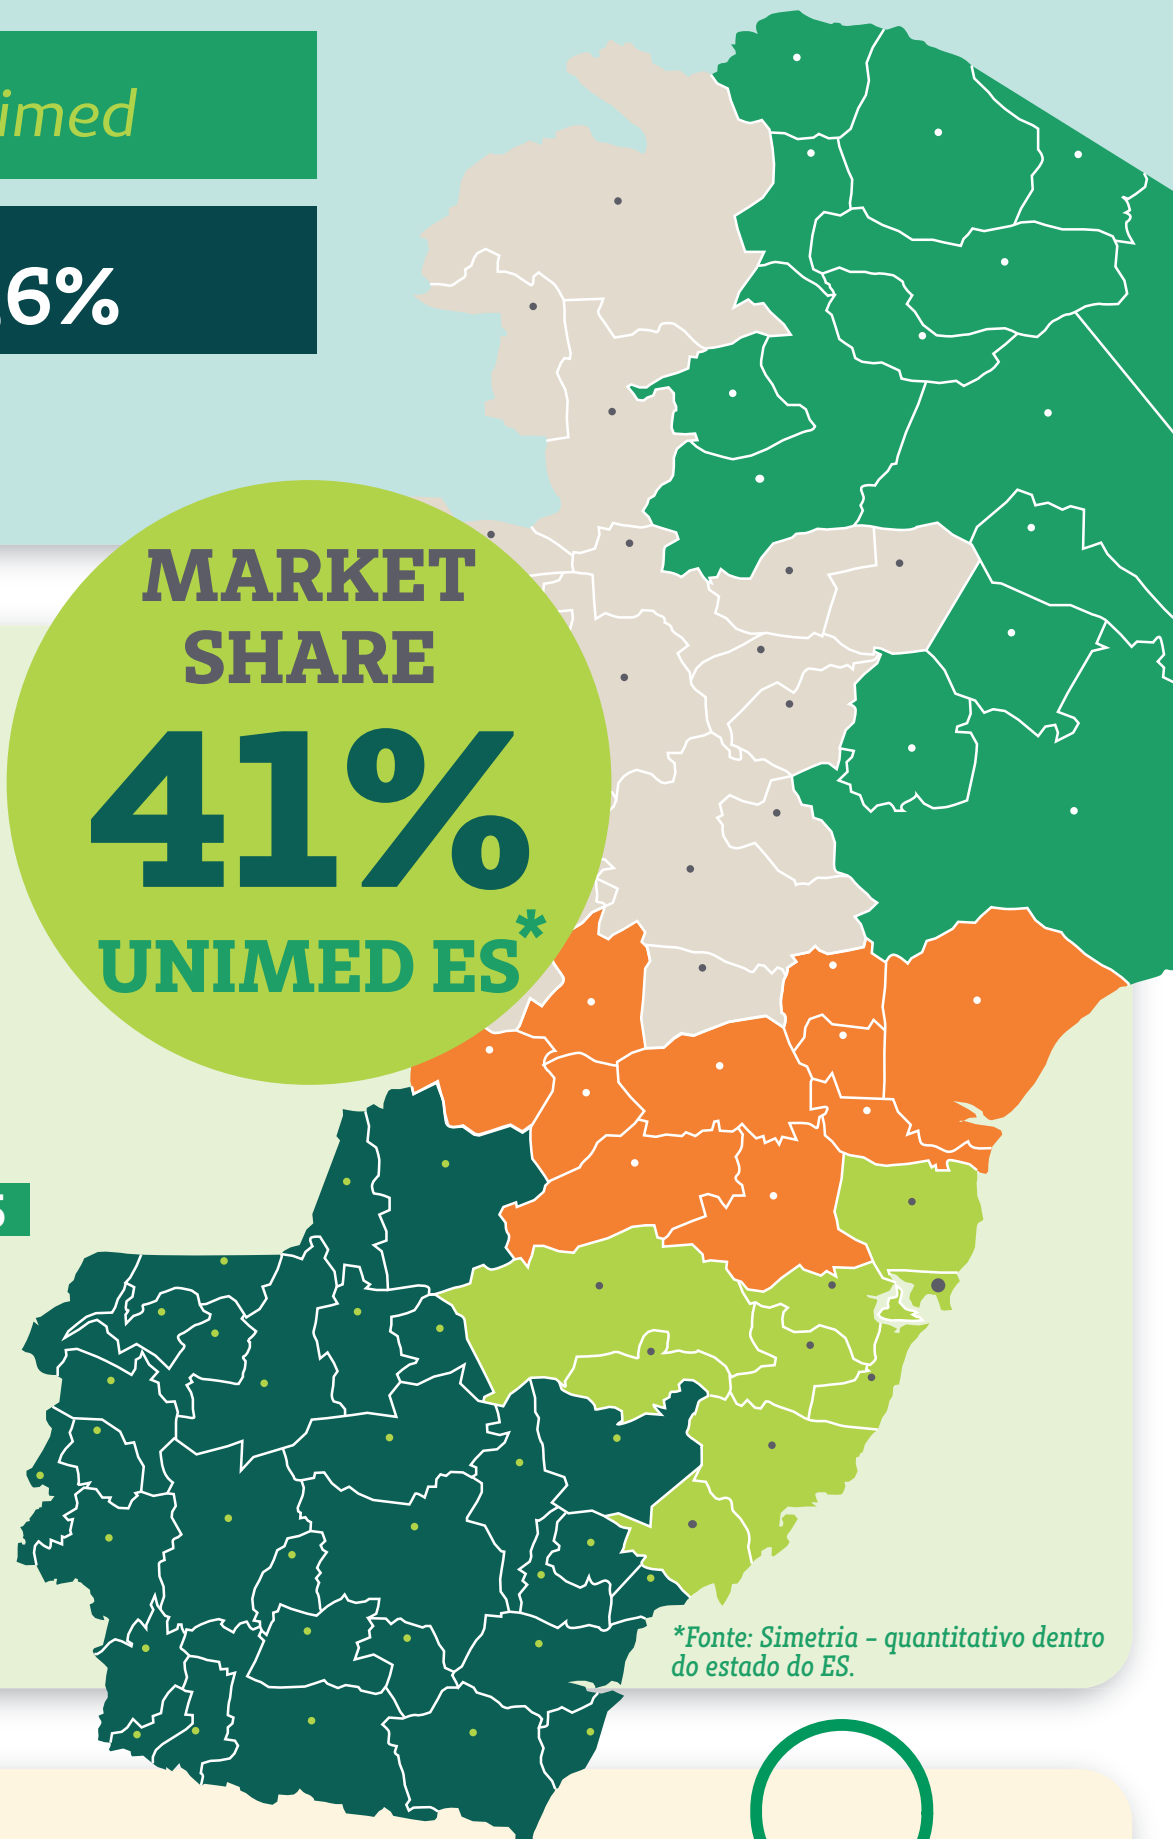 imed
6%
MARKET
SHARE
41%
UNIMED ES*
*Fonte: Simetria – quantitativo dentro
do estado do ES.